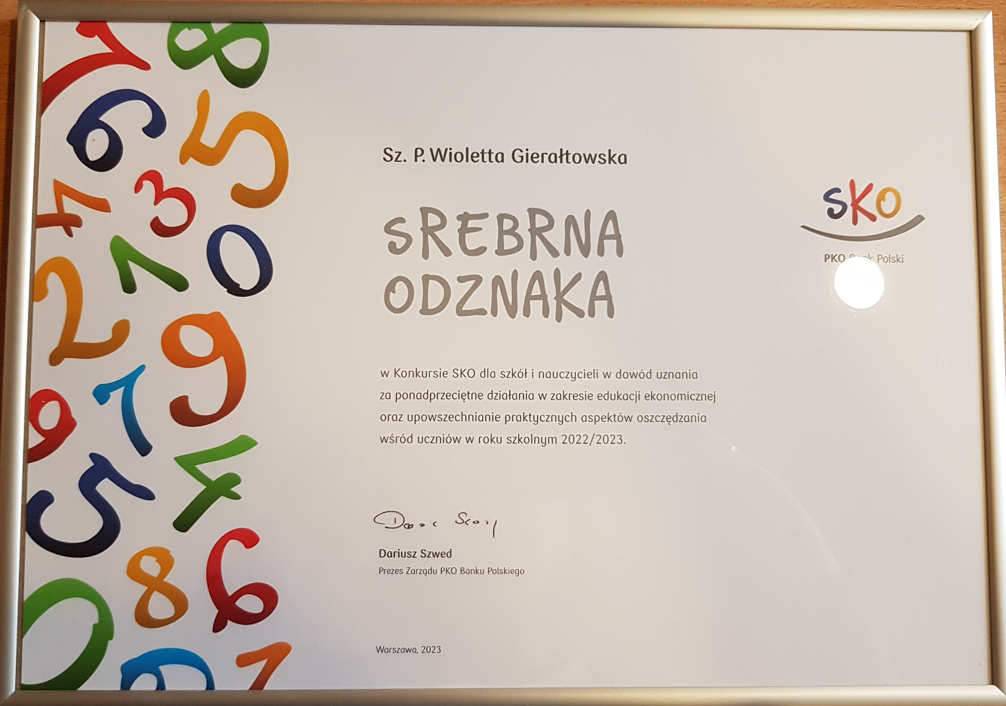 Sz. P. Wioletta Gierałtowska
SREBRNA
ODZNAKA
SKO
PKO Bank Polski
w Konkursie SKO dla szkół i nauczycieli w dowód uznania
za ponadprzeciętne działania w zakresie edukacji ekonomicznej
oraz upowszechnianie praktycznych aspektów oszczędzania
wśród uczniów w roku szkolnym 2022/2023.
Dariusz Szwed
Prezes Zarządu PKO Banku Polskiego
Warszawa, 2023